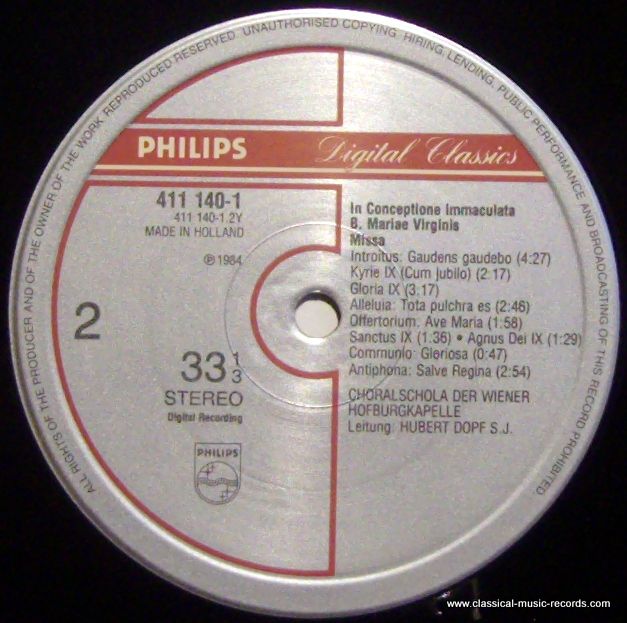 ALL RIGHTS OF THE PRODUCER AND OF THE OWNER OF THE WORK REPRODUCED RESERVED. UNAUTHORISED COPYING, HIRING, LENDING, PUBLIC PERFORMANCE AND BROADCASTING OF THIS RECORD PROHIBITED.
PHILIPS Digital Classics
411 140-1
411 140-1.2Y
MADE IN HOLLAND
℗ 1984
2
33 1/3
STEREO
Digital Recording
PHILIPS
In Conceptione Immaculata
B. Mariae Virginis
Missa
Introitus: Gaudens gaudebo (4:27)
Kyrie IX (Cum Jubilo) (2:17)
Gloria IX (3:17)
Alleluia: Tota pulchra es (2:46)
Offertorium: Ave Maria (1:58)
Sanctus IX (1:36) • Agnus Dei IX (1:29)
Communio: Gloriosa (0:47)
Antiphona: Salve Regina (2:54)
CHORALSCHOLA DER WIENER
HOFBURGKAPELLE
Leitung: HUBERT DOPF S.J.
www.classical-music-records.com